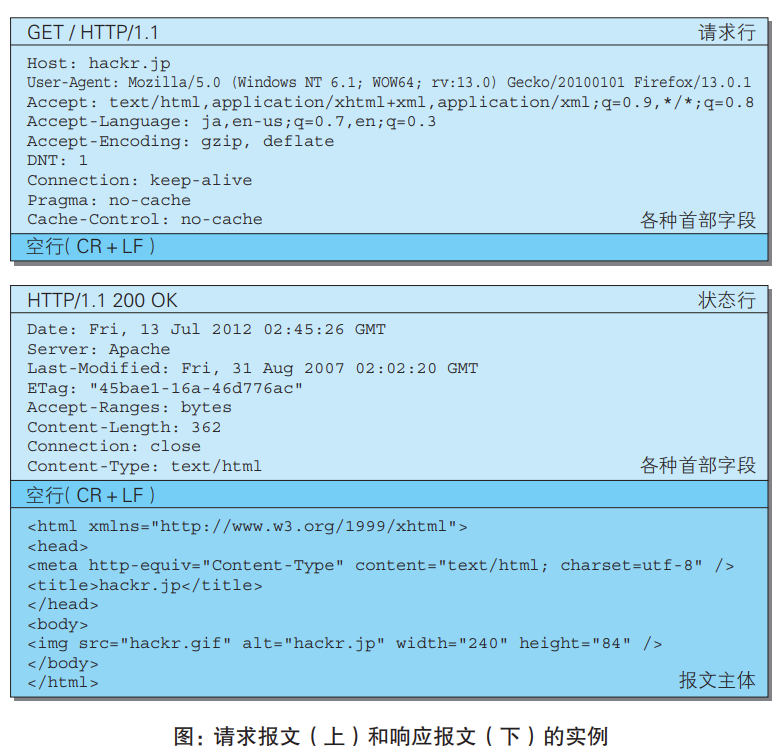 GET / HTTP/1.1 请求行
Host: hackr.jp
User-Agent: Mozilla/5.0 (Windows NT 6.1; WOW64; rv:13.0) Gecko/20100101 Firefox/13.0.1
Accept: text/html,application/xhtml+xml,application/xml;q=0.9,*/*;q=0.8
Accept-Language: ja,en-us;q=0.7,en;q=0.3
Accept-Encoding: gzip, deflate
DNT: 1
Connection: keep-alive
Pragma: no-cache
Cache-Control: no-cache 各种首部字段
空行( CR + LF )
HTTP/1.1 200 OK 状态行
Date: Fri, 13 Jul 2012 02:45:26 GMT
Server: Apache
Last-Modified: Fri, 31 Aug 2007 02:02:20 GMT
ETag: "45bae1-16a-46d776ac"
Accept-Ranges: bytes
Content-Length: 362
Connection: close
Content-Type: text/html 各种首部字段
空行( CR + LF )
<html xmlns="http://www.w3.org/1999/xhtml">
<head>
<meta http-equiv="Content-Type" content="text/html; charset=utf-8" />
<title>hackr.jp</title>
</head>
<body>
<img src="hackr.gif" alt="hackr.jp" width="240" height="84" />
</body>
</html> 报文主体
图：请求报文（上）和响应报文（下）的实例